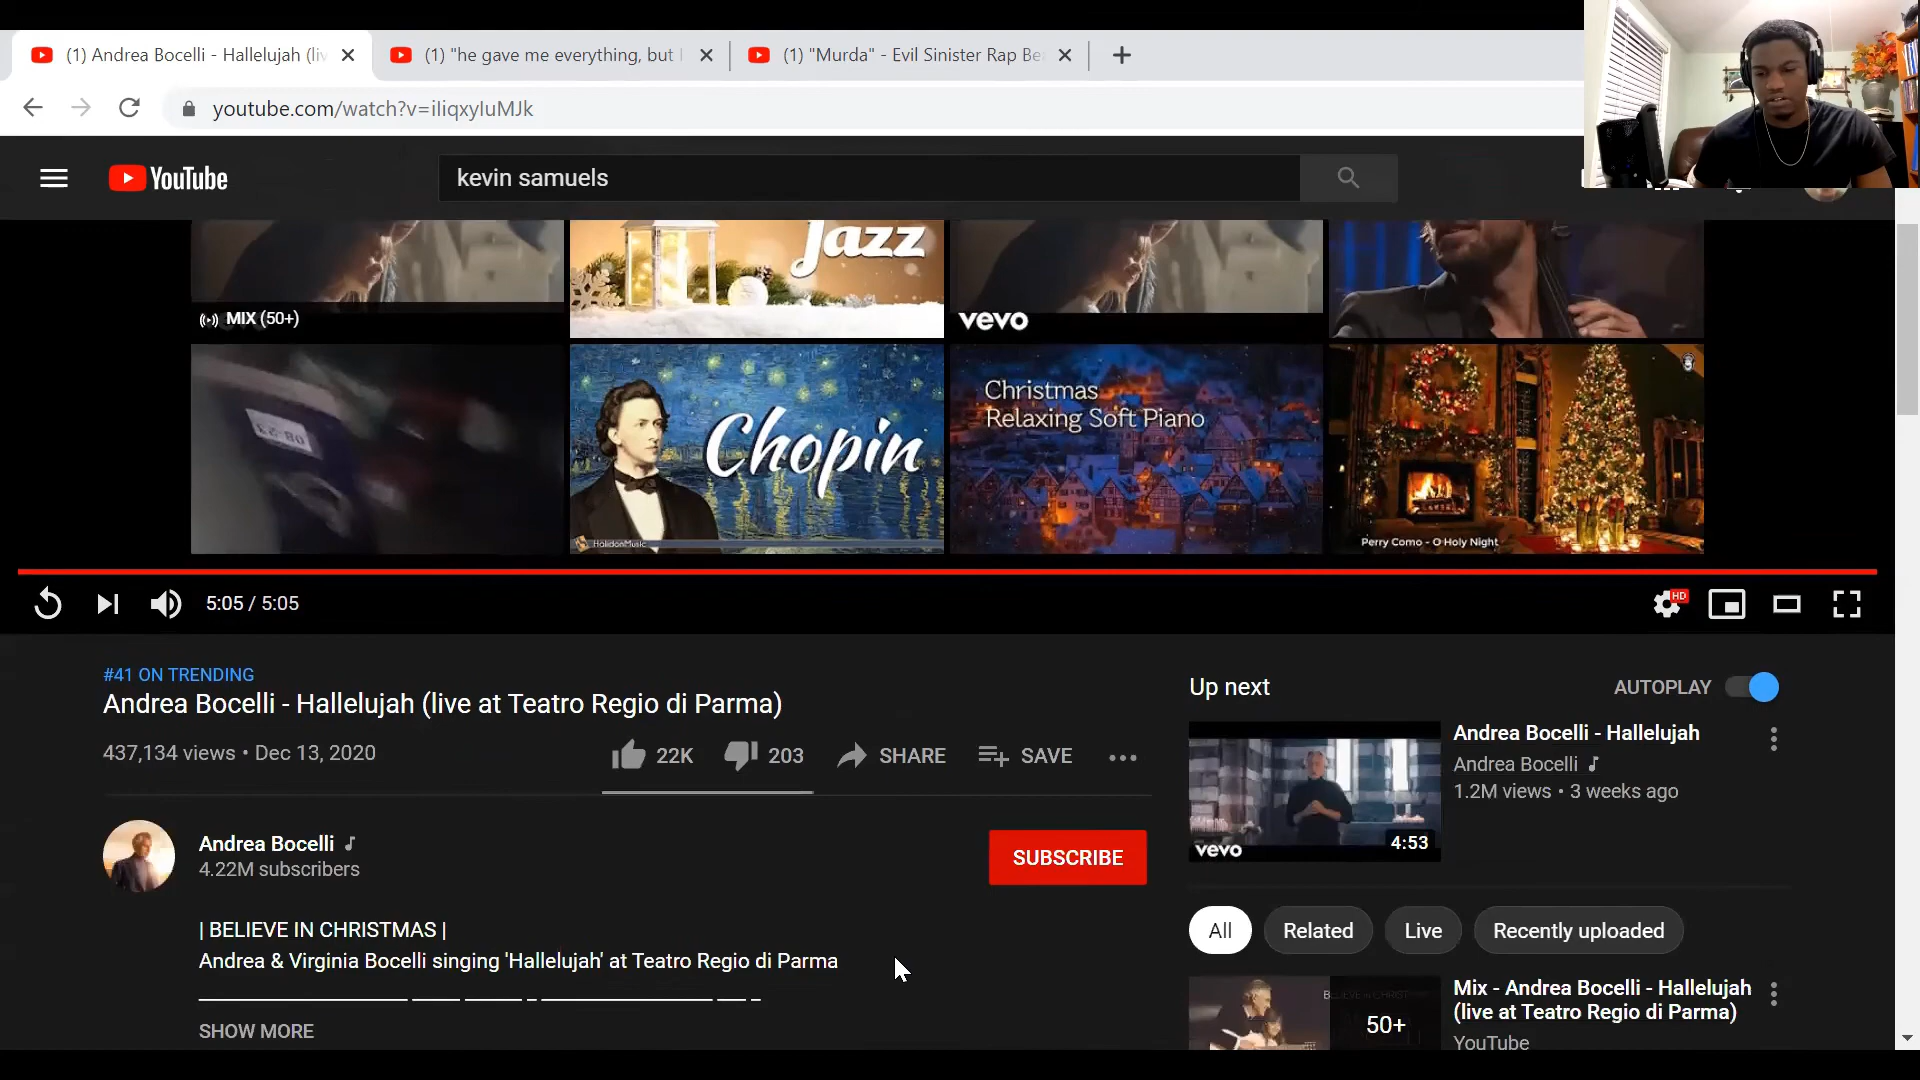 (1) Andrea Bocelli - Hallelujah (liv
(1) "he gave me everything, but I
(1) "Murda" - Evil Sinister Rap Bea
youtube.com/watch?v=iIiqxyIuMJk
YouTube
kevin samuels
Jazz
MIX (50+)
vevo
08-23
Chopin
HalidonMusic
Christmas
Relaxing Soft Piano
Perry Como - O Holy Night
5:05 / 5:05
HD
#41 ON TRENDING
Andrea Bocelli - Hallelujah (live at Teatro Regio di Parma)
437,134 views • Dec 13, 2020
22K
203
SHARE
SAVE
Andrea Bocelli
4.22M subscribers
SUBSCRIBE
| BELIEVE IN CHRISTMAS |
Andrea & Virginia Bocelli singing 'Hallelujah' at Teatro Regio di Parma
SHOW MORE
Up next
AUTOPLAY
Andrea Bocelli - Hallelujah
Andrea Bocelli
1.2M views • 3 weeks ago
4:53
vevo
All
Related
Live
Recently uploaded
Mix - Andrea Bocelli - Hallelujah
(live at Teatro Regio di Parma)
YouTube
50+